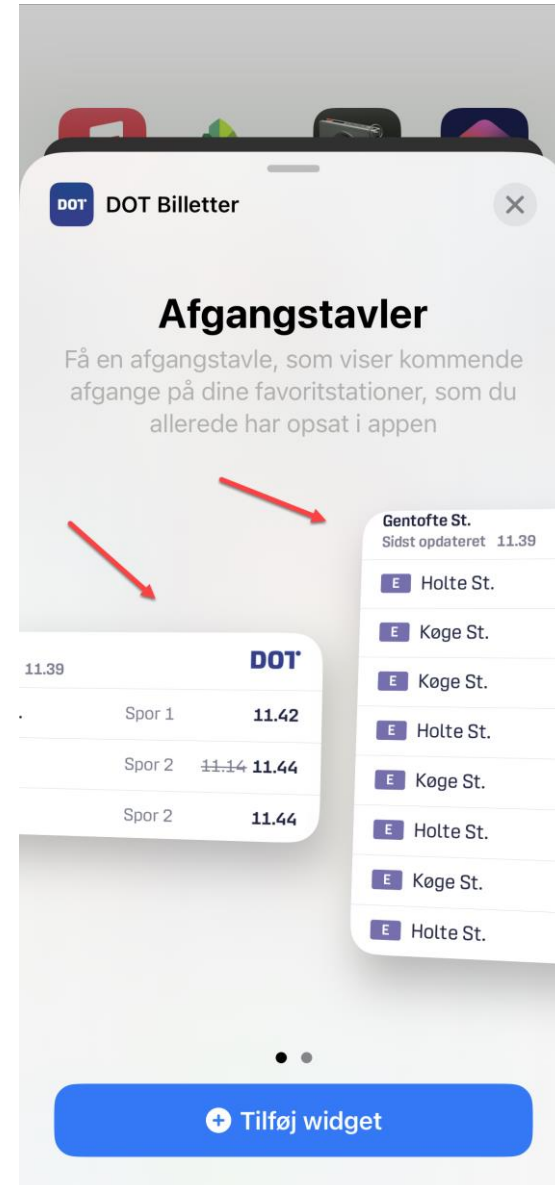 DOT
DOT Billetter
Afgangstavler
Få en afgangstavle, som viser kommende
afgange på dine favoritstationer, som du
allerede har opsat i appen
11.39
DOT
. Spor 1 11.42
Spor 2 11.14 11.44
Spor 2 11.44
Gentofte St.
Sidst opdateret 11.39
E Holte St.
E Køge St.
E Køge St.
E Holte St.
E Køge St.
E Holte St.
E Køge St.
E Holte St.
Tilføj widget